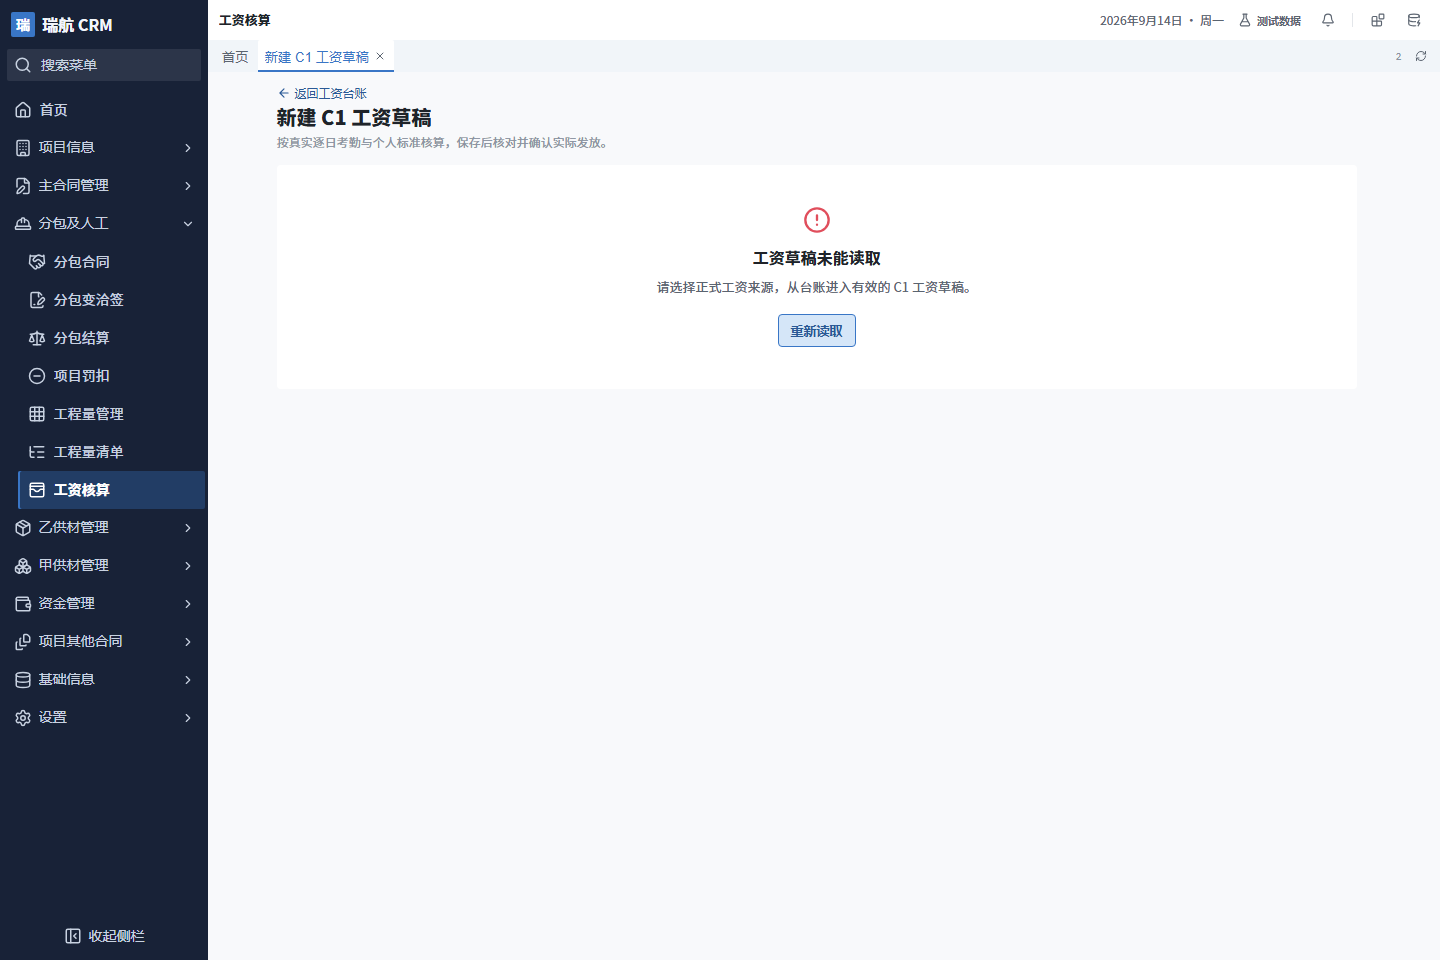 瑞 瑞航 CRM
搜索菜单
首页
项目信息
主合同管理
分包及人工
分包合同
分包变洽签
分包结算
项目罚扣
工程量管理
工程量清单
工资核算
乙供材管理
甲供材管理
资金管理
项目其他合同
基础信息
设置
收起侧栏
工资核算
2026年9月14日 • 周一 测试数据
首页 新建 C1 工资草稿 ×
2
返回工资台账
新建 C1 工资草稿
按真实逐日考勤与个人标准核算，保存后核对并确认实际发放。
工资草稿未能读取
请选择正式工资来源，从台账进入有效的 C1 工资草稿。
重新读取